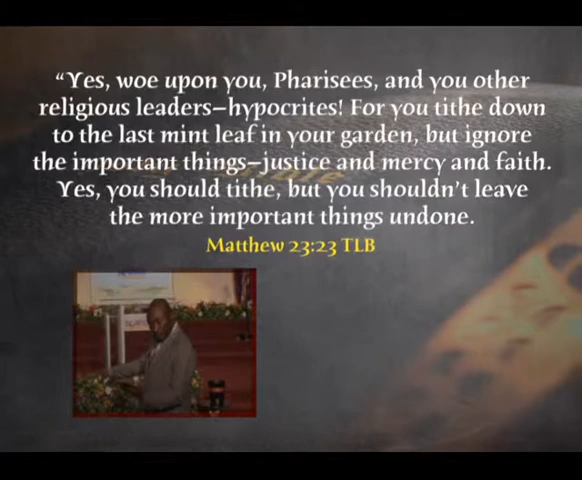 “Yes, woe upon you, Pharisees, and you other
religious leaders—hypocrites! For you tithe down
to the last mint leaf in your garden, but ignore
the important things—justice and mercy and faith.
Yes, you should tithe, but you shouldn’t leave
the more important things undone.
Matthew 23:23 TLB